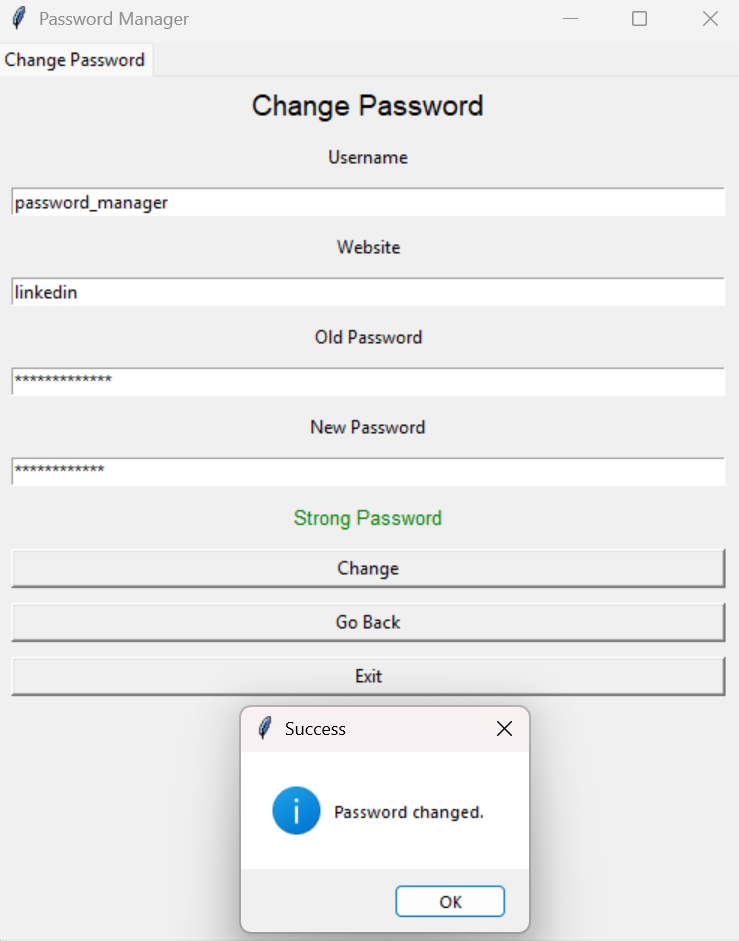 Password Manager
Change Password
Change Password
Username
password_manager
Website
linkedin
Old Password
*************
New Password
************
Strong Password
Change
Go Back
Exit
Success
Password changed.
OK